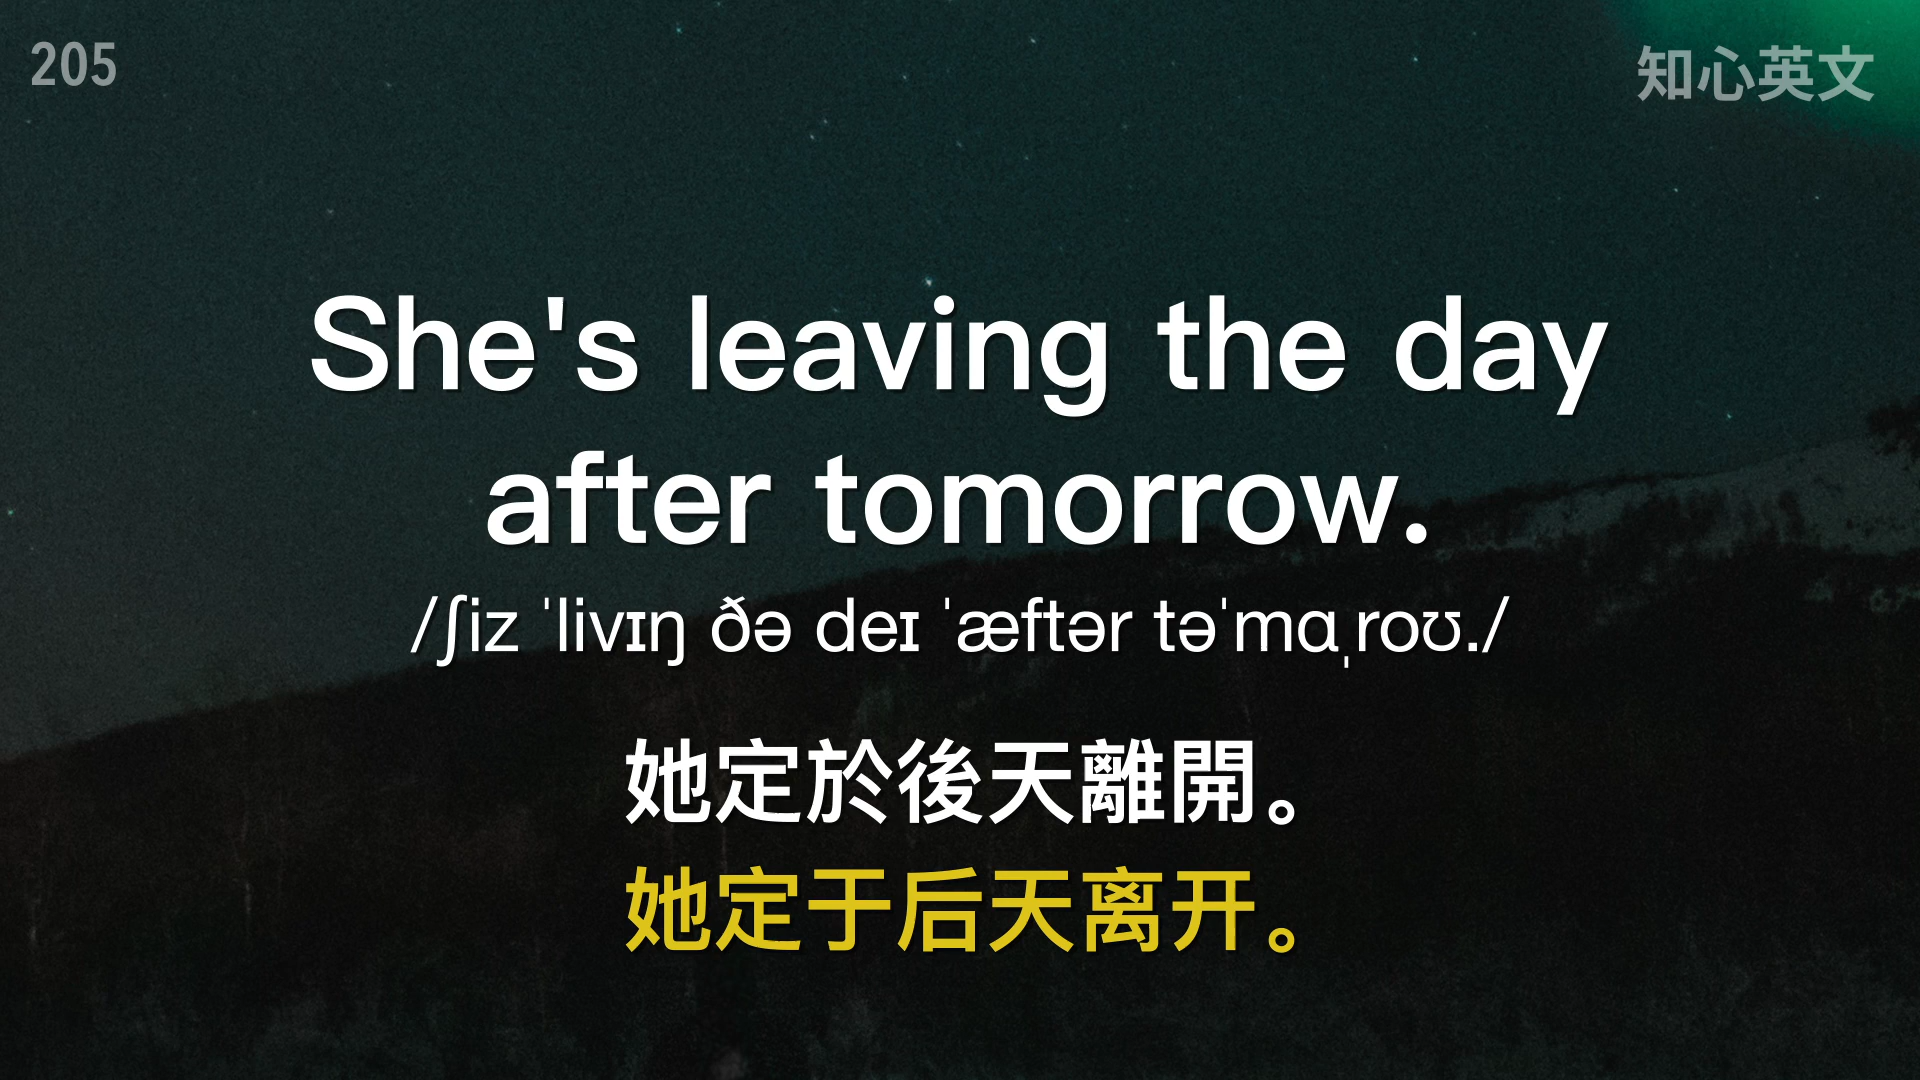 205
知心英文
She's leaving the day
after tomorrow.
/ʃiz ˈlivɪŋ ðə deɪ ˈæftər təˈmɑˌroʊ./
她定於後天離開。
她定于后天离开。